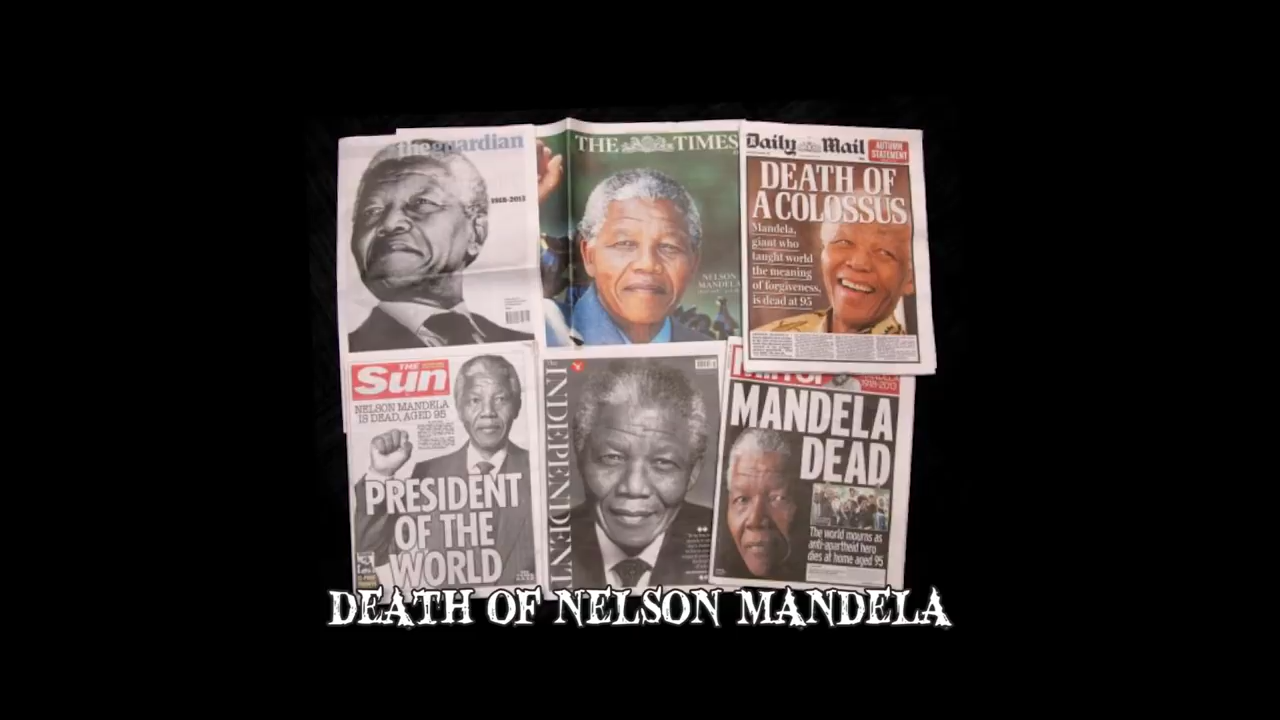 theguardian
1918-2013
THE TIMES
NELSON
MANDELA
Daily Mail
AUTUMN
STATEMENT
DEATH OF
A COLOSSUS
Mandela,
giant who
taught world
the meaning
of forgiveness,
is dead at 95
THE
Sun
NELSON MANDELA
IS DEAD, AGED 95
PRESIDENT
OF THE
WORLD
The
INDEPENDENT
1918-2013
MANDELA
DEAD
The world mourns as
anti-apartheid hero
dies at home aged 95
DEATH OF NELSON MANDELA